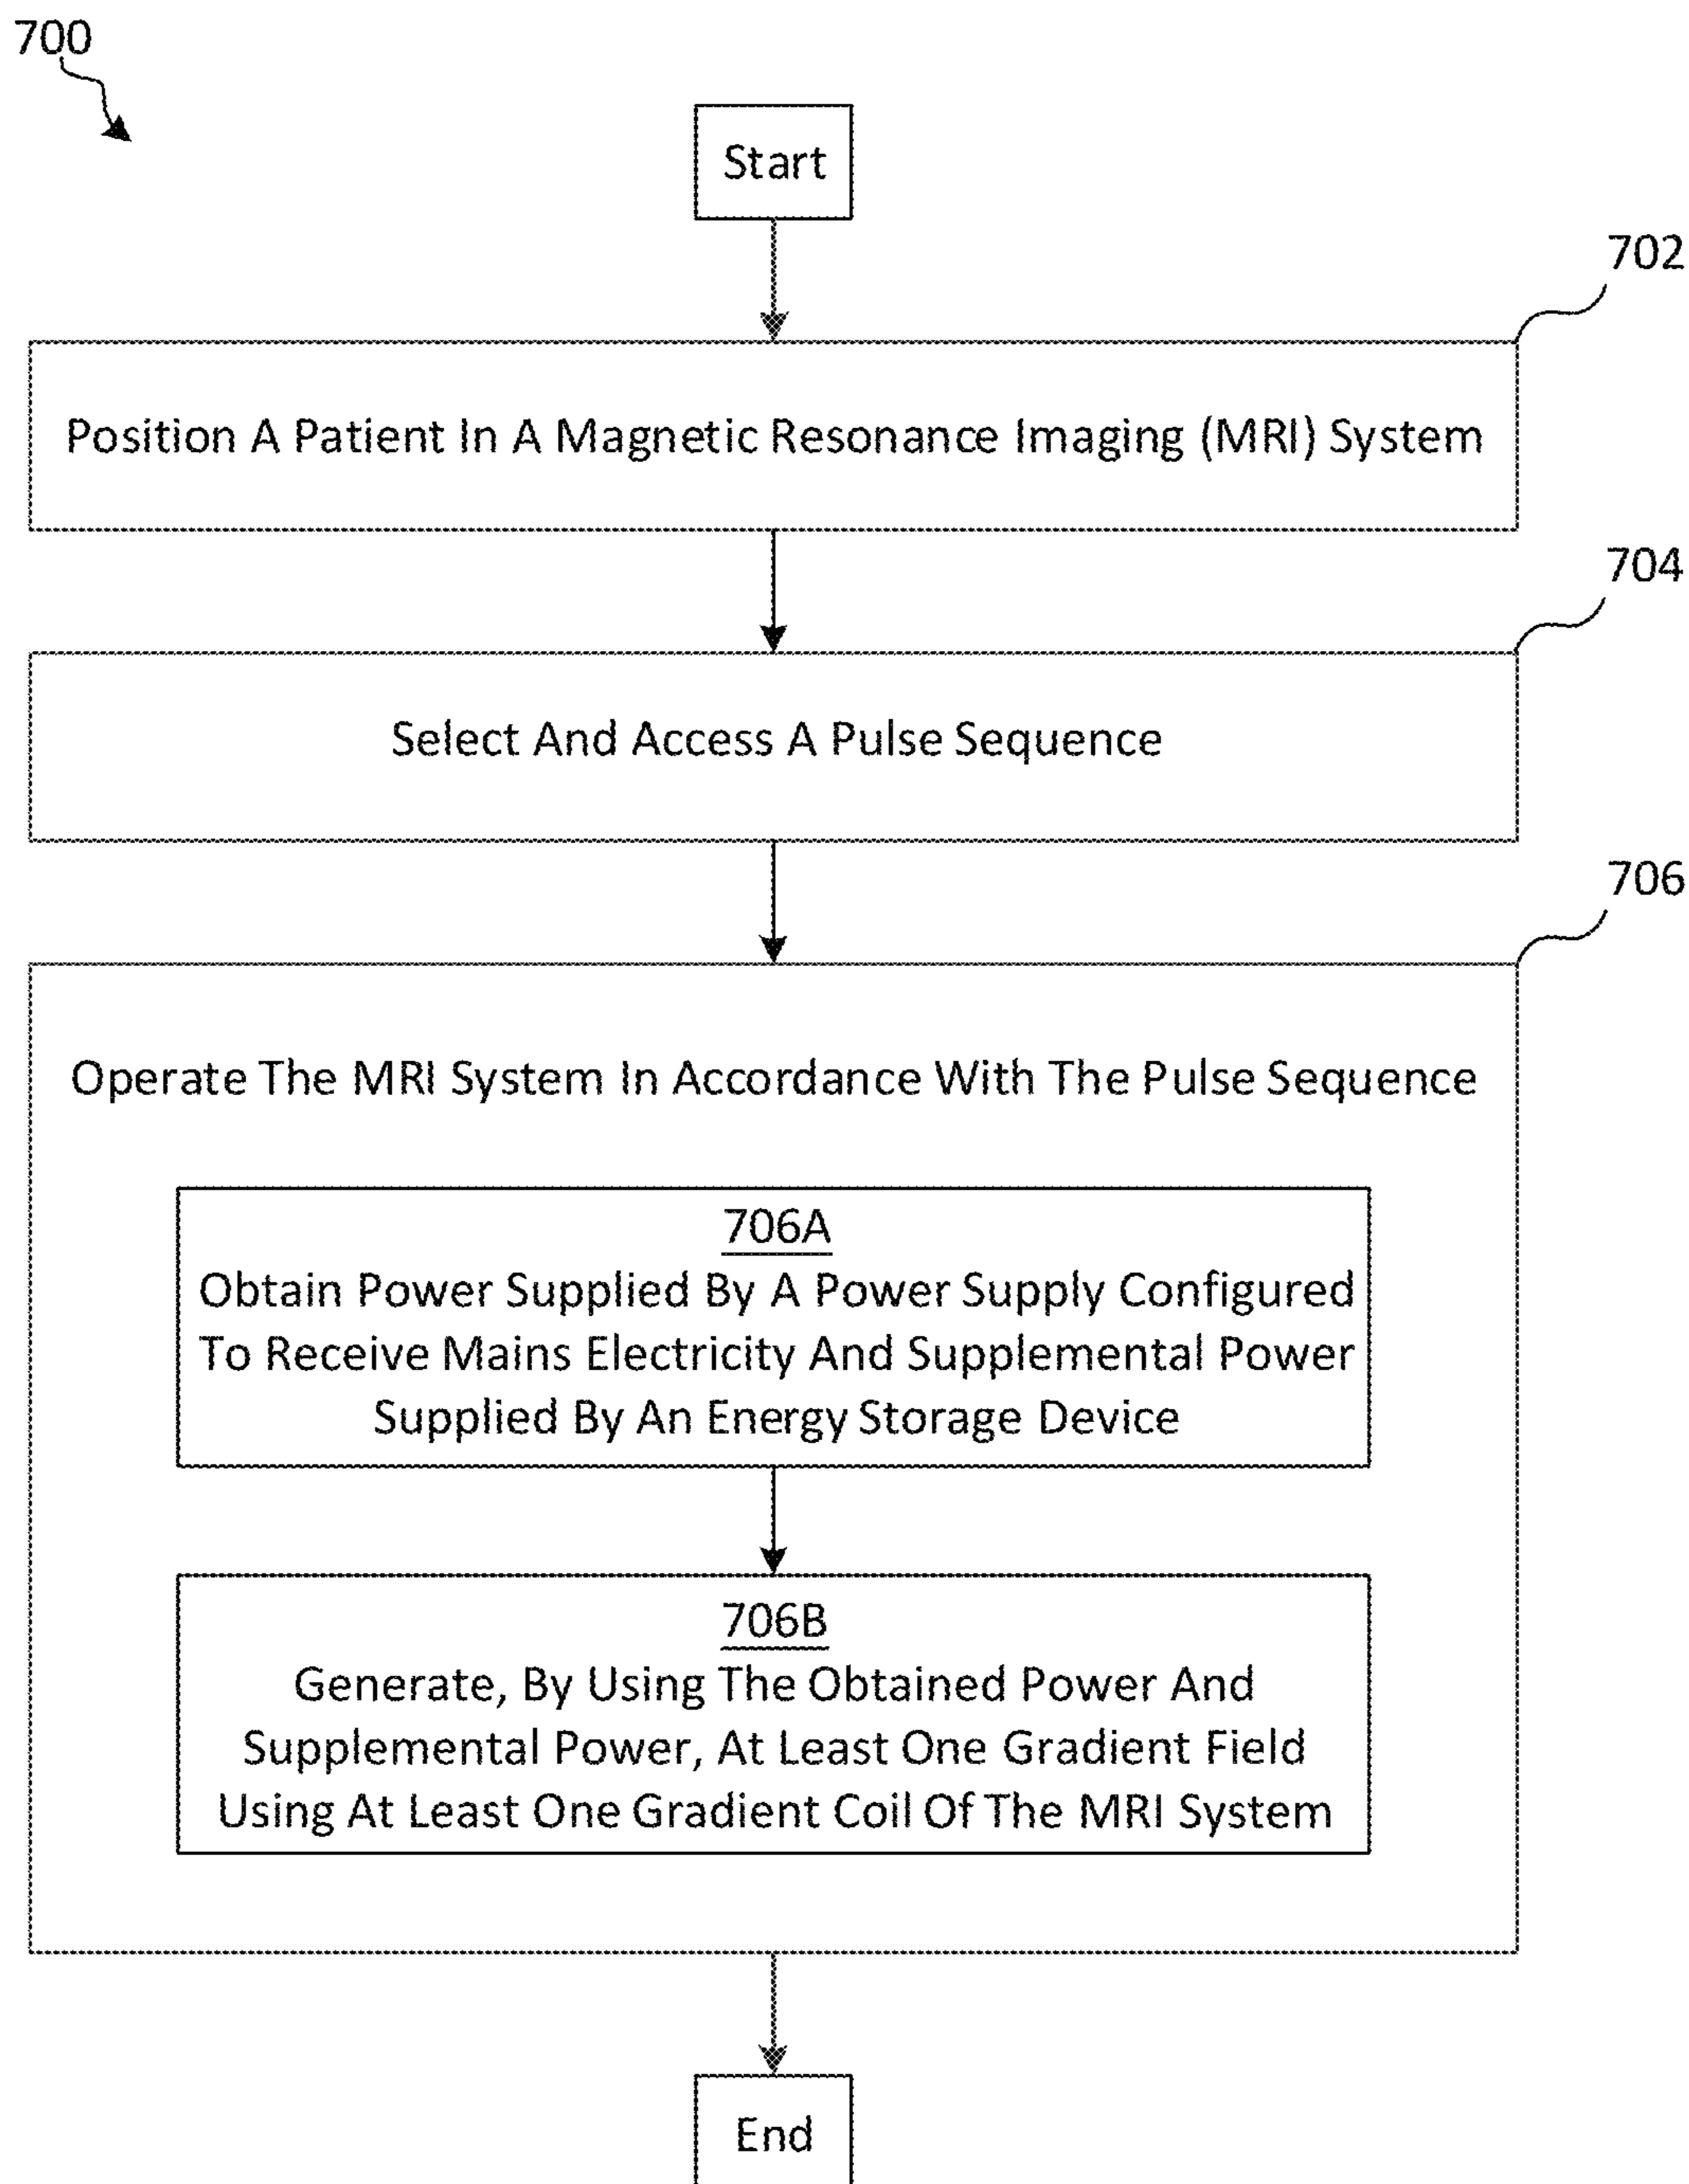 700
Start
702
Position A Patient In A Magnetic Resonance Imaging (MRI) System
704
Select And Access A Pulse Sequence
706
Operate The MRI System In Accordance With The Pulse Sequence
706A
Obtain Power Supplied By A Power Supply Configured
To Receive Mains Electricity And Supplemental Power
Supplied By An Energy Storage Device
706B
Generate, By Using The Obtained Power And
Supplemental Power, At Least One Gradient Field
Using At Least One Gradient Coil Of The MRI System
End